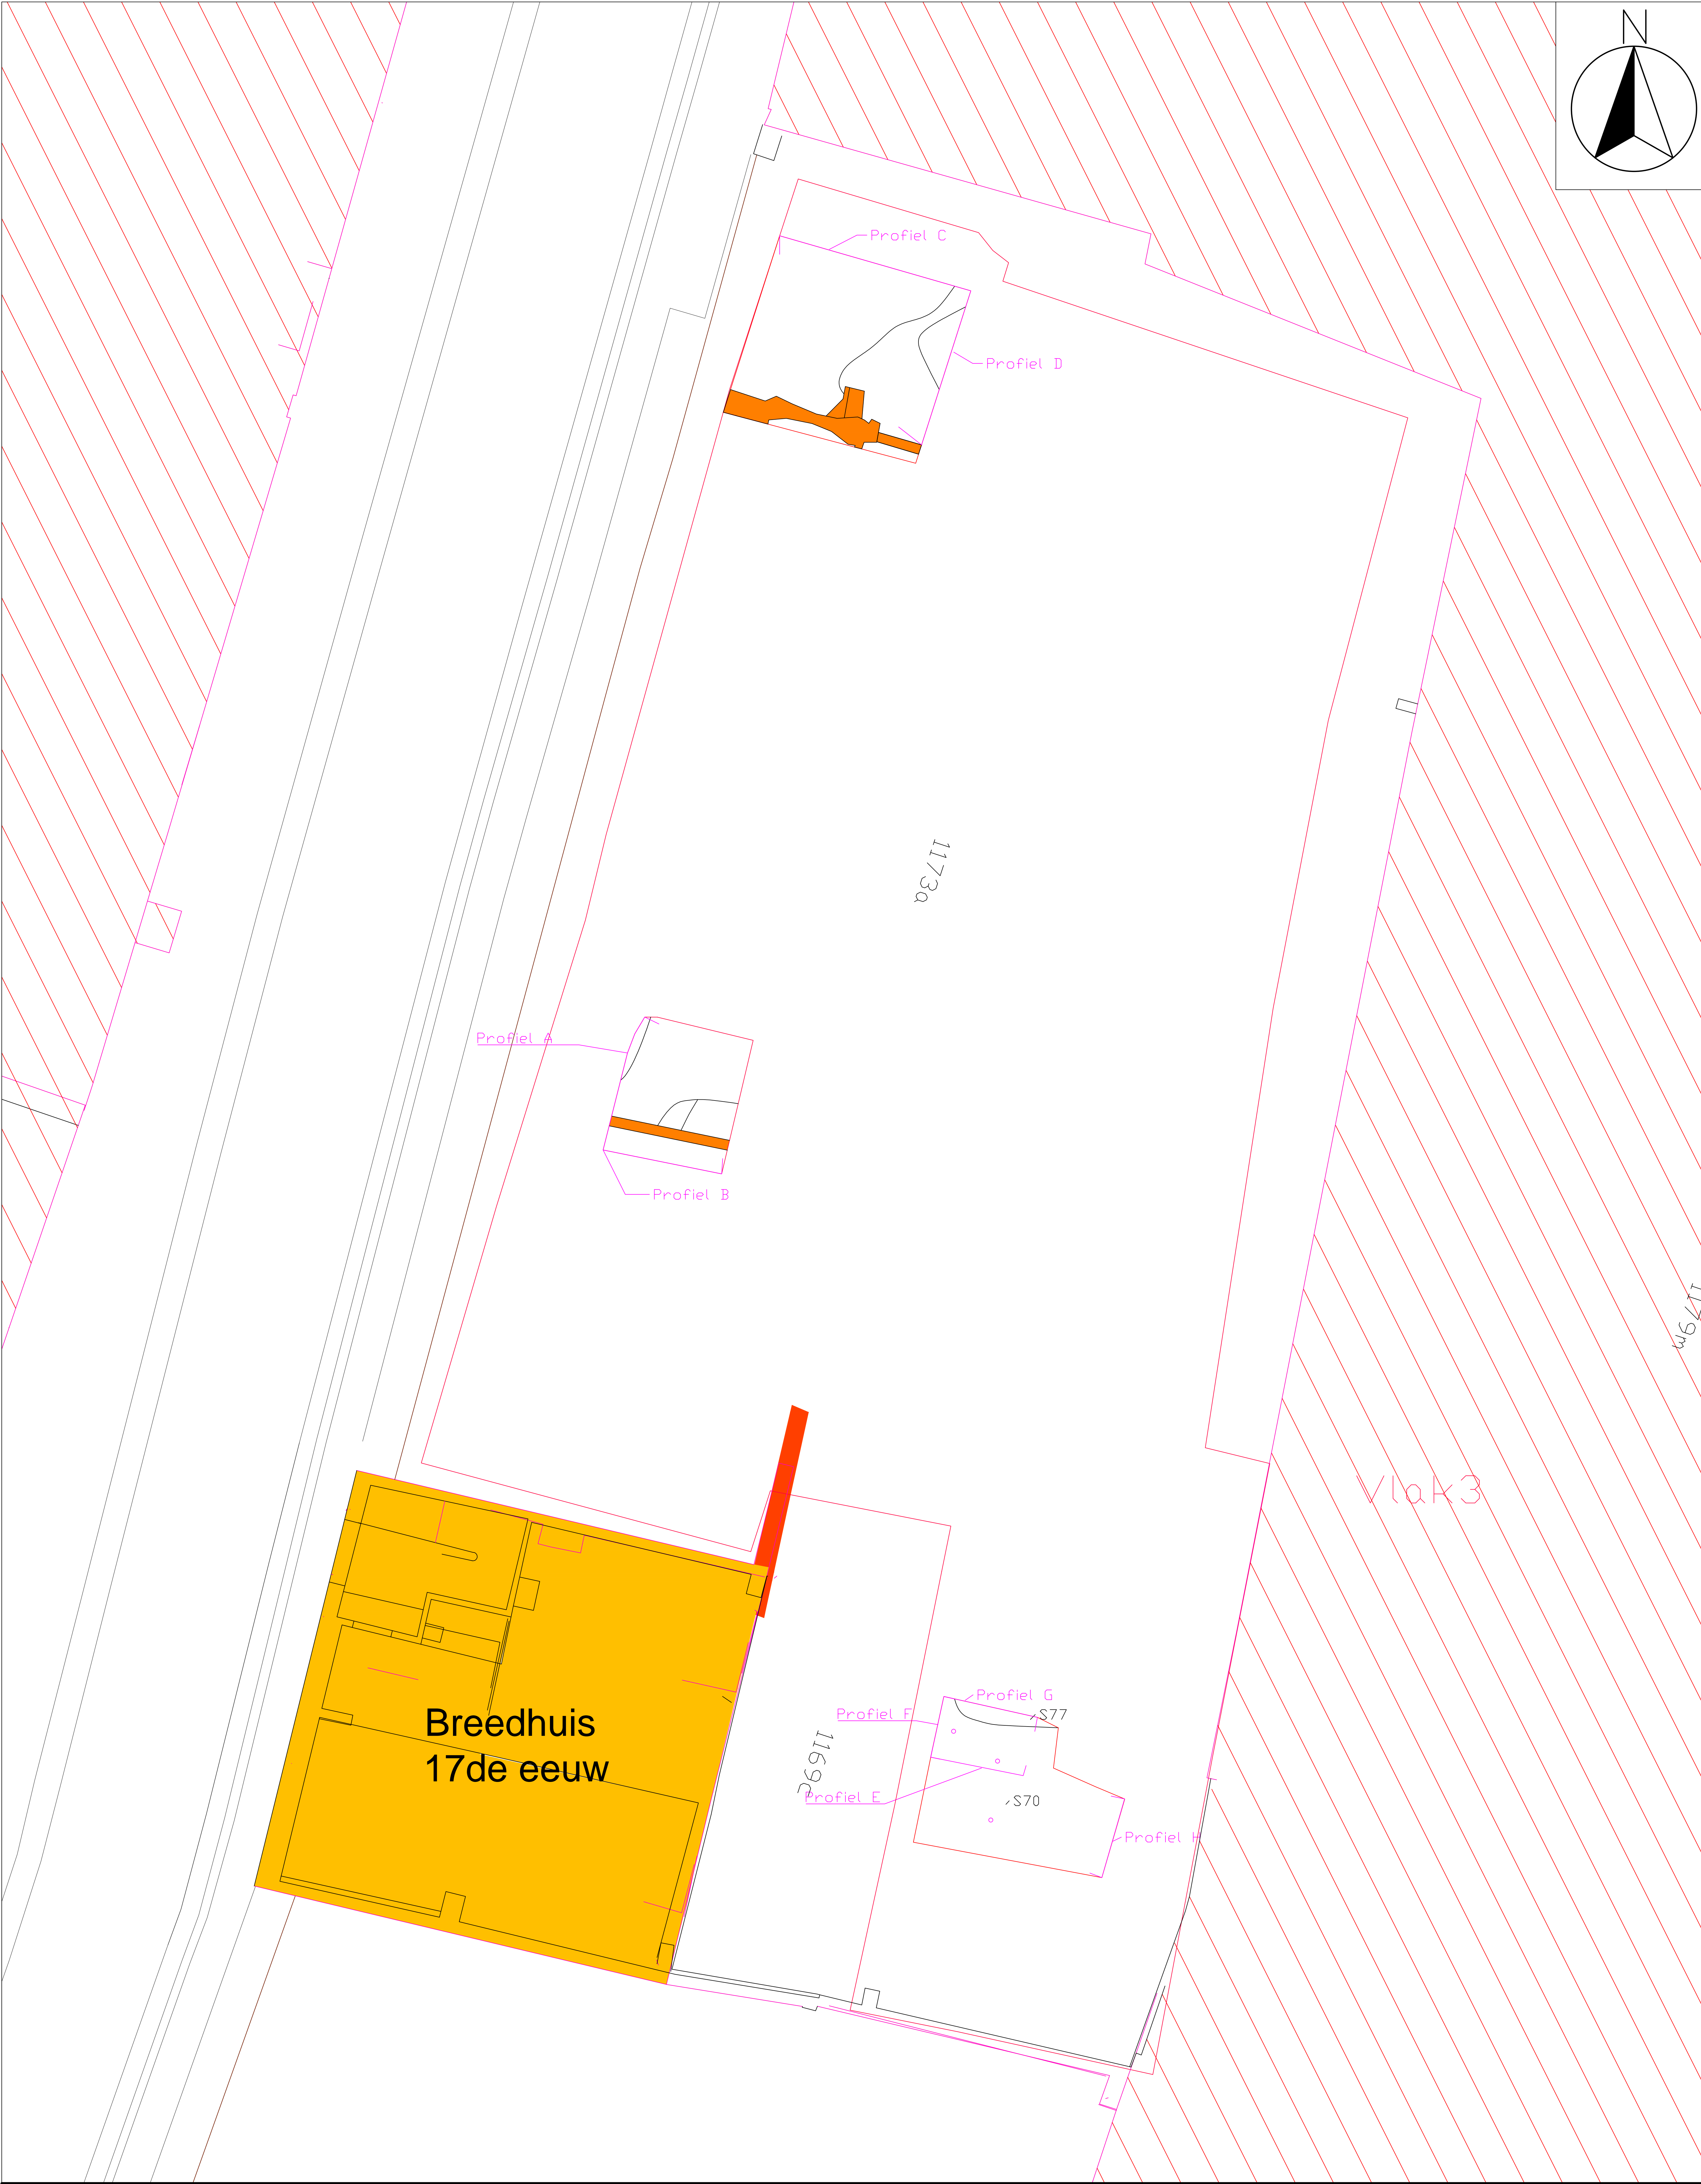 N
Profiel C
Profiel D
1173a
Profiel A
Profiel B
1179m
Vlak3
Profiel G
Profiel F
S77
Breedhuis
17de eeuw
1169c
Profiel E
S70
Profiel H